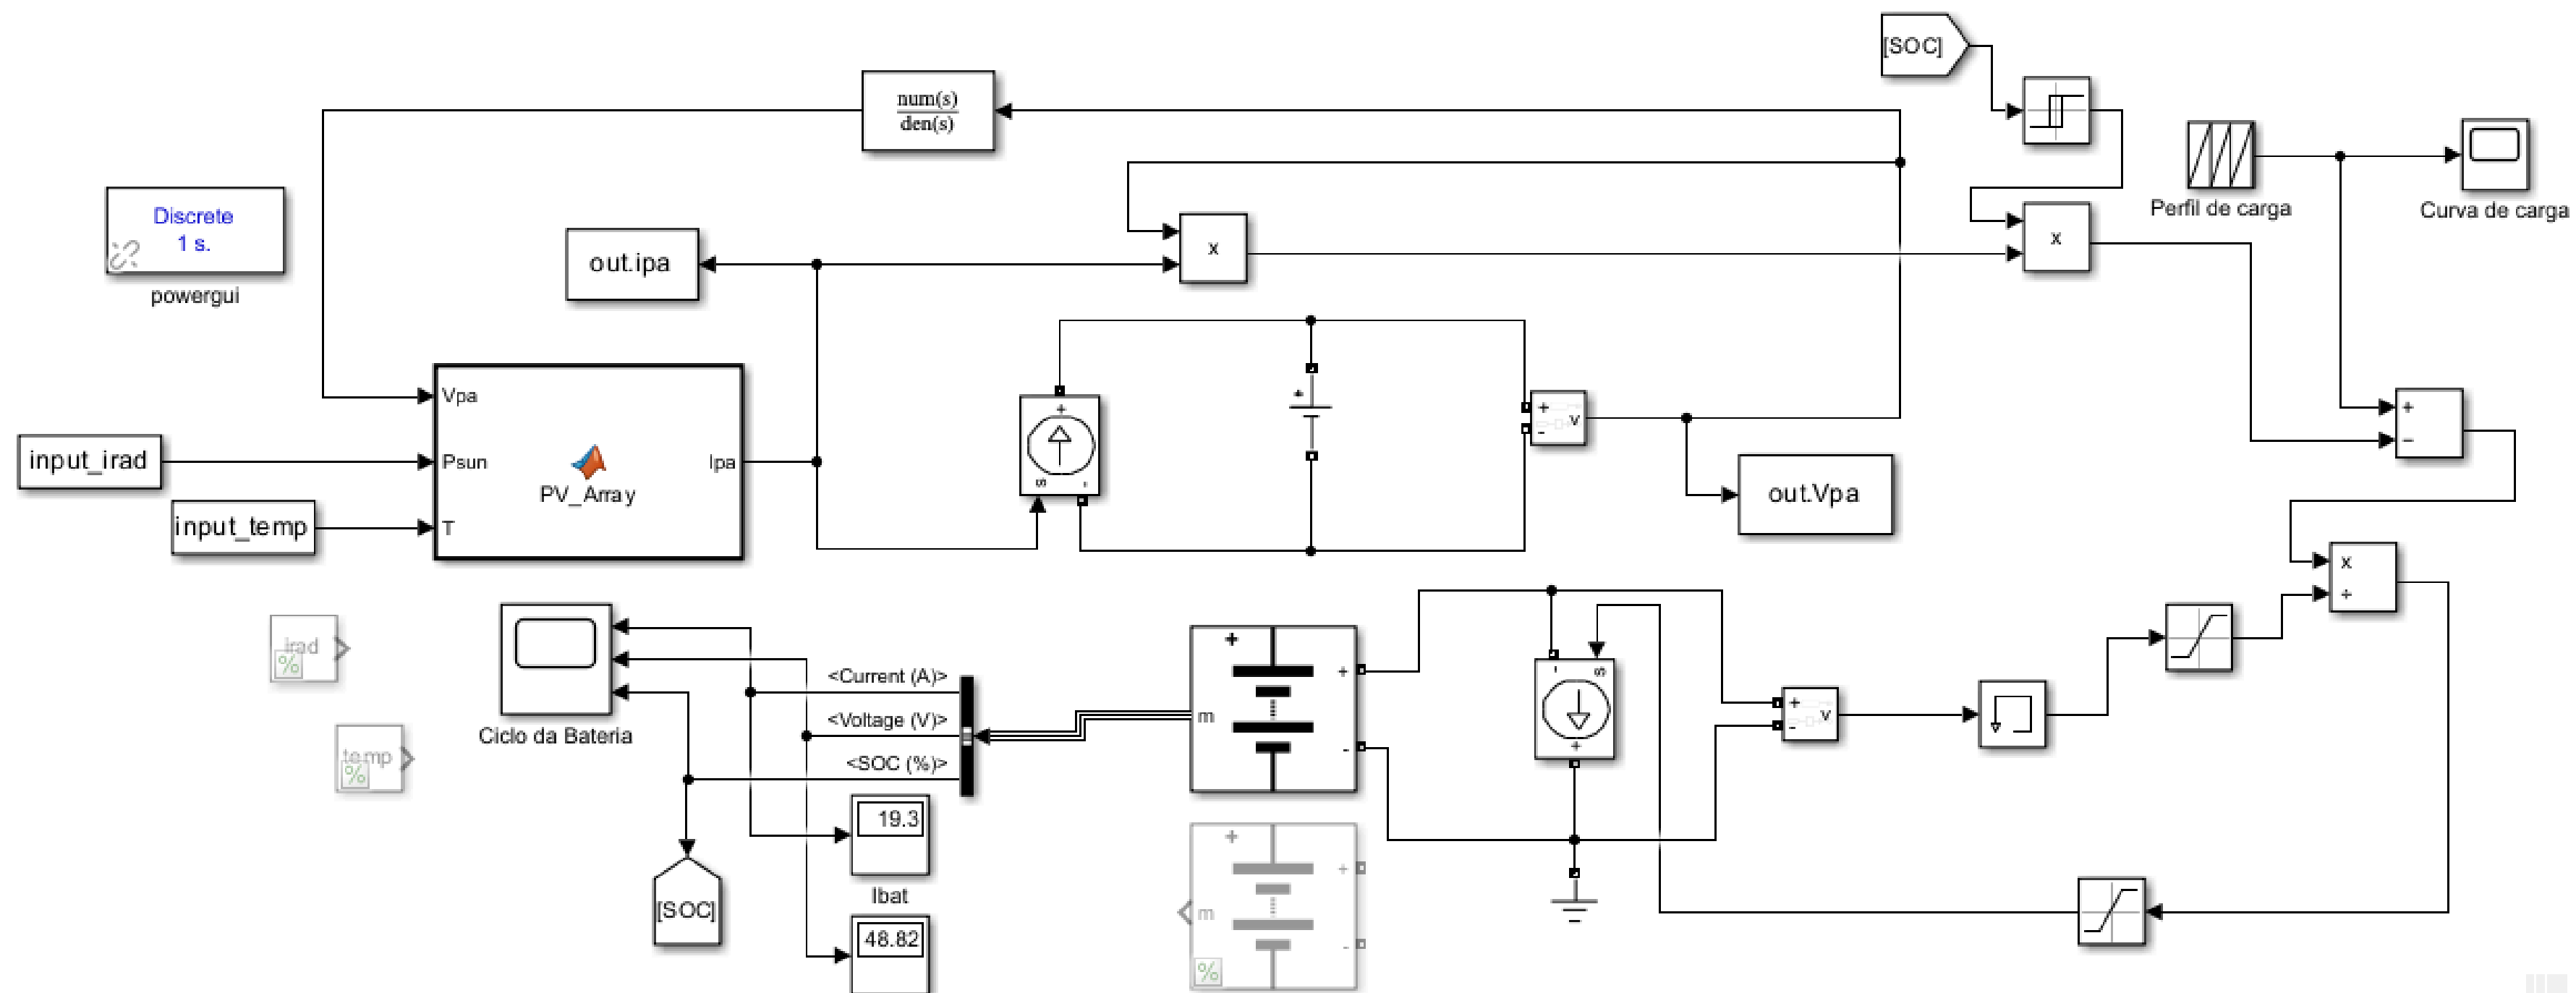 [SOC]
num(s)
den(s)
Discrete
1 s.
powergui
out.ipa
x
x
Perfil de carga
Curva de carga
Vpa
Psun
T
Ipa
PV_Array
input_irad
input_temp
+
s
-
+
+
-
v
out.Vpa
+
-
x
÷
irad
%
temp
%
Ciclo da Bateria
<Current (A)>
<Voltage (V)>
<SOC (%)>
19.3
Ibat
48.82
[SOC]
+
m
+
-
-
s
+
+
-
v
+
m
+
-
%